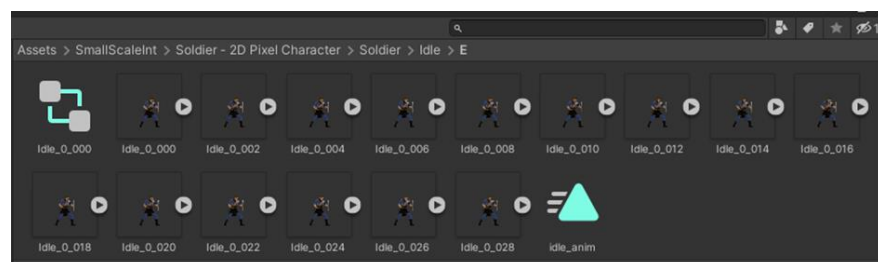 1
Assets > SmallScaleInt > Soldier - 2D Pixel Character > Soldier > Idle > E
Idle_0_000 Idle_0_000 Idle_0_002 Idle_0_004 Idle_0_006 Idle_0_008 Idle_0_010 Idle_0_012 Idle_0_014 Idle_0_016
Idle_0_018 Idle_0_020 Idle_0_022 Idle_0_024 Idle_0_026 Idle_0_028 idle_anim